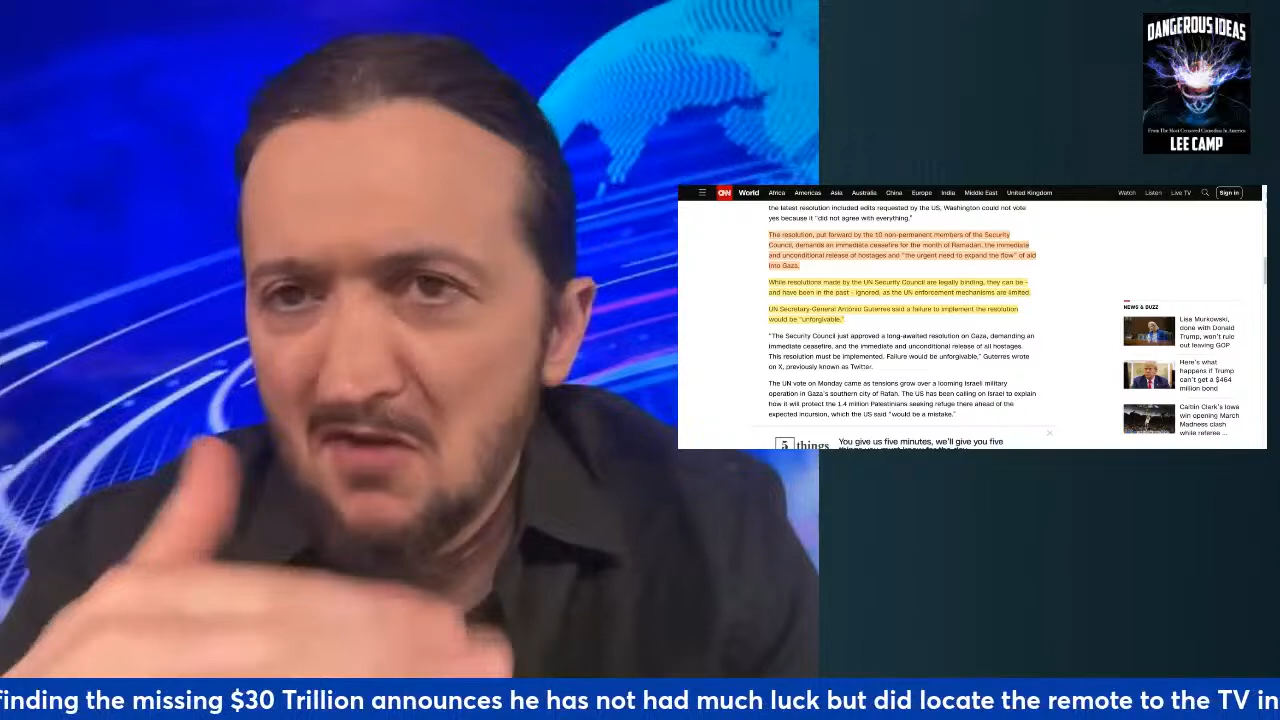 DANGEROUS IDEAS
From The Most Censored Comedian In America
LEE CAMP
CNN World Africa Americas Asia Australia China Europe India Middle East United Kingdom Watch Listen Live TV Sign in
the latest resolution included edits requested by the US, Washington could not vote
yes because it "did not agree with everything."
The resolution, put forward by the 10 non-permanent members of the Security
Council, demands an immediate ceasefire for the month of Ramadan, the immediate
and unconditional release of hostages and "the urgent need to expand the flow" of aid
into Gaza.
While resolutions made by the UN Security Council are legally binding, they can be –
and have been in the past – ignored, as the UN enforcement mechanisms are limited.
UN Secretary-General António Guterres said a failure to implement the resolution
would be "unforgivable."
"The Security Council just approved a long-awaited resolution on Gaza, demanding an
immediate ceasefire, and the immediate and unconditional release of all hostages.
This resolution must be implemented. Failure would be unforgivable," Guterres wrote
on X, previously known as Twitter.
The UN vote on Monday came as tensions grow over a looming Israeli military
operation in Gaza's southern city of Rafah. The US has been calling on Israel to explain
how it will protect the 1.4 million Palestinians seeking refuge there ahead of the
expected incursion, which the US said "would be a mistake."
5 things
You give us five minutes, we'll give you five
things you must know for the day.
NEWS & BUZZ
Lisa Murkowski,
done with Donald
Trump, won't rule
out leaving GOP
Here's what
happens if Trump
can't get a $464
million bond
Caitlin Clark's Iowa
win opening March
Madness clash
while referee ...
finding the missing $30 Trillion announces he has not had much luck but did locate the remote to the TV in